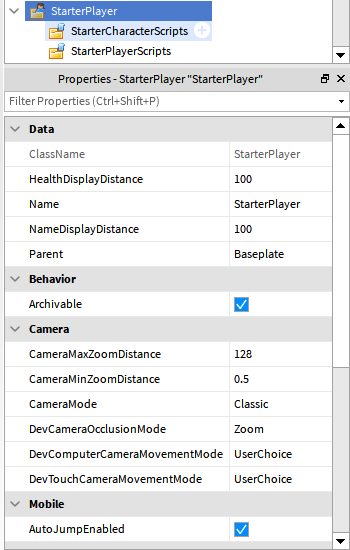 StarterPlayer
StarterCharacterScripts
StarterPlayerScripts
Properties - StarterPlayer "StarterPlayer"
Filter Properties (Ctrl+Shift+P)
Data
ClassName StarterPlayer
HealthDisplayDistance 100
Name StarterPlayer
NameDisplayDistance 100
Parent Baseplate
Behavior
Archivable
Camera
CameraMaxZoomDistance 128
CameraMinZoomDistance 0.5
CameraMode Classic
DevCameraOcclusionMode Zoom
DevComputerCameraMovementMode UserChoice
DevTouchCameraMovementMode UserChoice
Mobile
AutoJumpEnabled